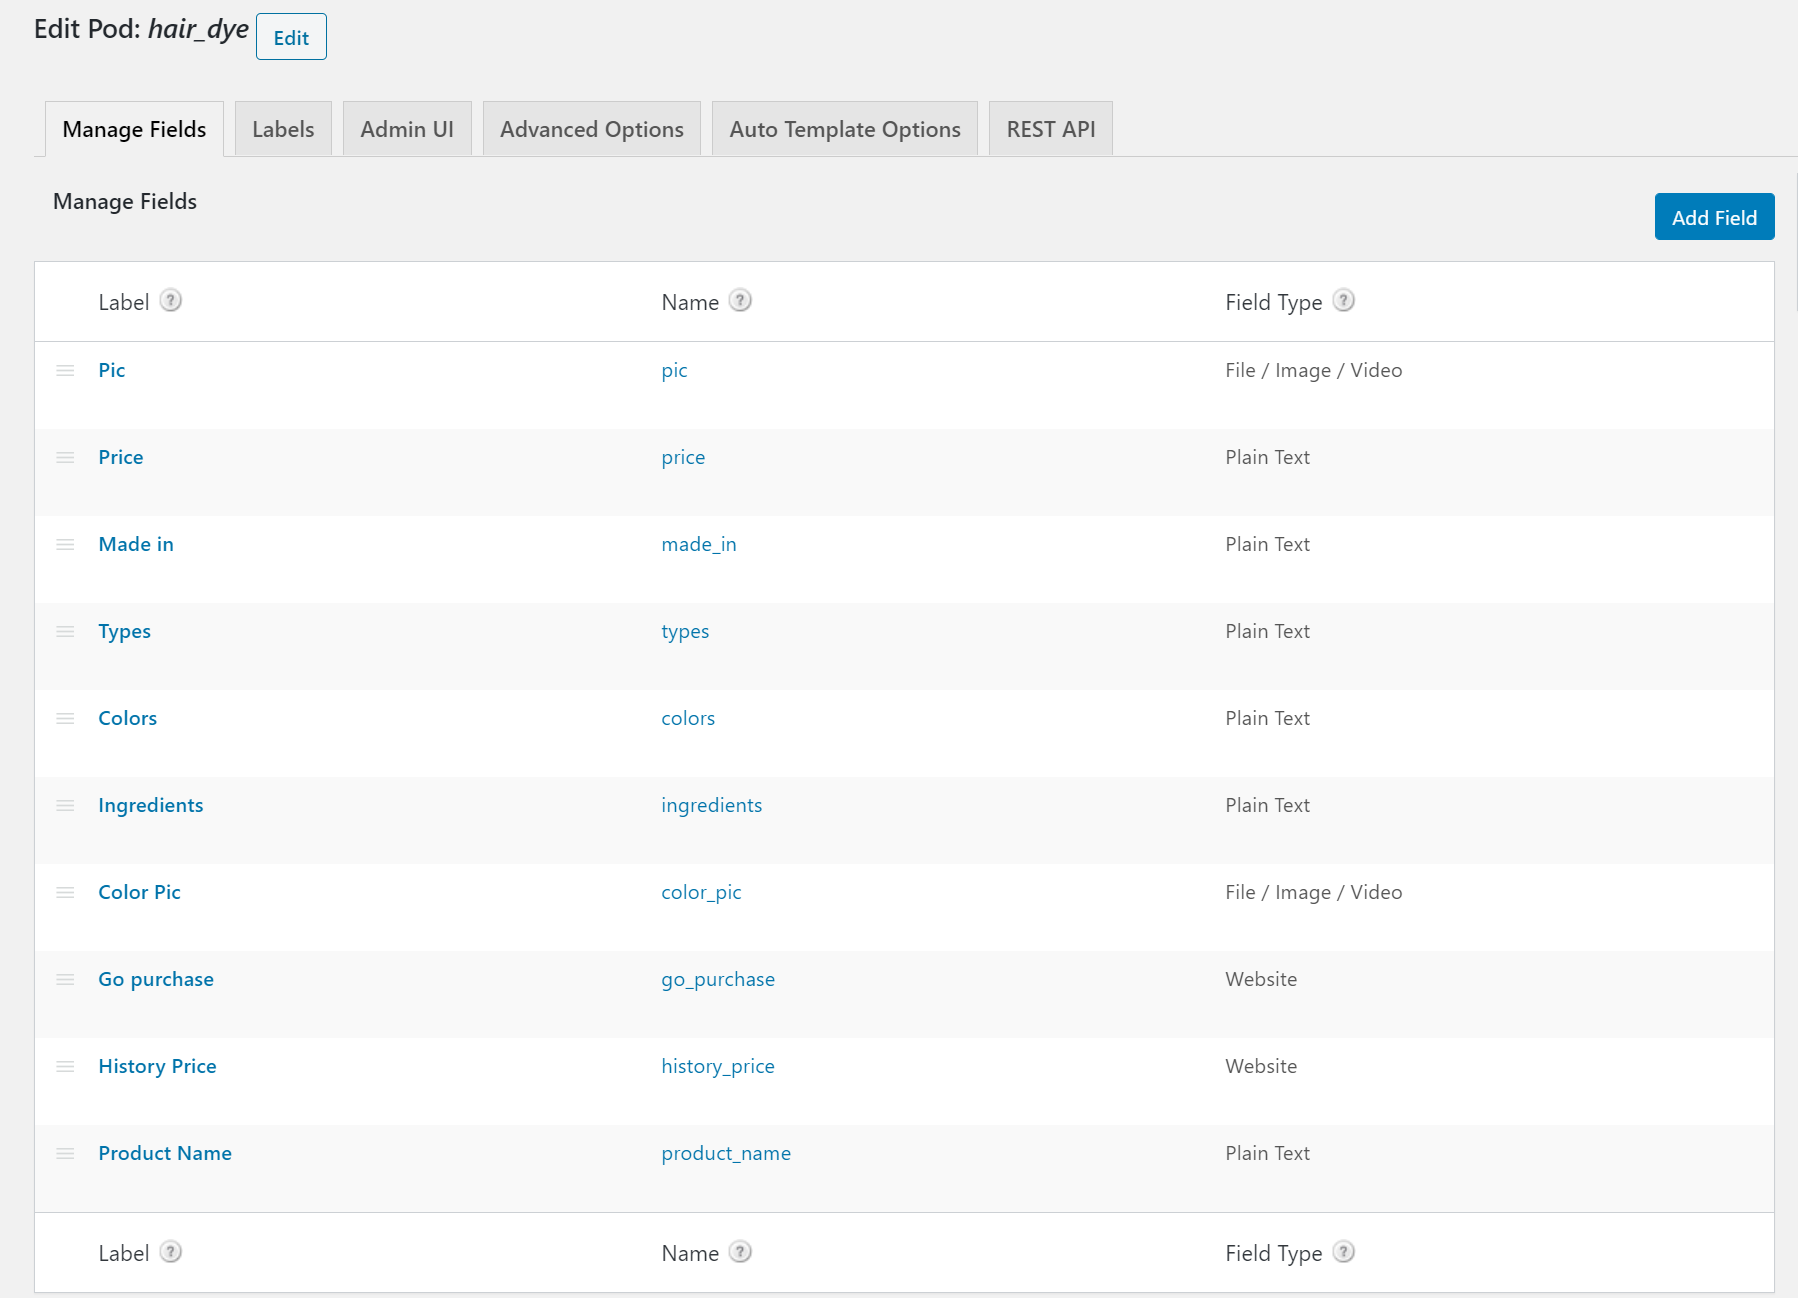 Edit Pod: hair_dye Edit
Manage Fields Labels Admin UI Advanced Options Auto Template Options REST API
Manage Fields
Add Field
Label ? Name ? Field Type ?
Pic pic File / Image / Video
Price price Plain Text
Made in made_in Plain Text
Types types Plain Text
Colors colors Plain Text
Ingredients ingredients Plain Text
Color Pic color_pic File / Image / Video
Go purchase go_purchase Website
History Price history_price Website
Product Name product_name Plain Text
Label ? Name ? Field Type ?